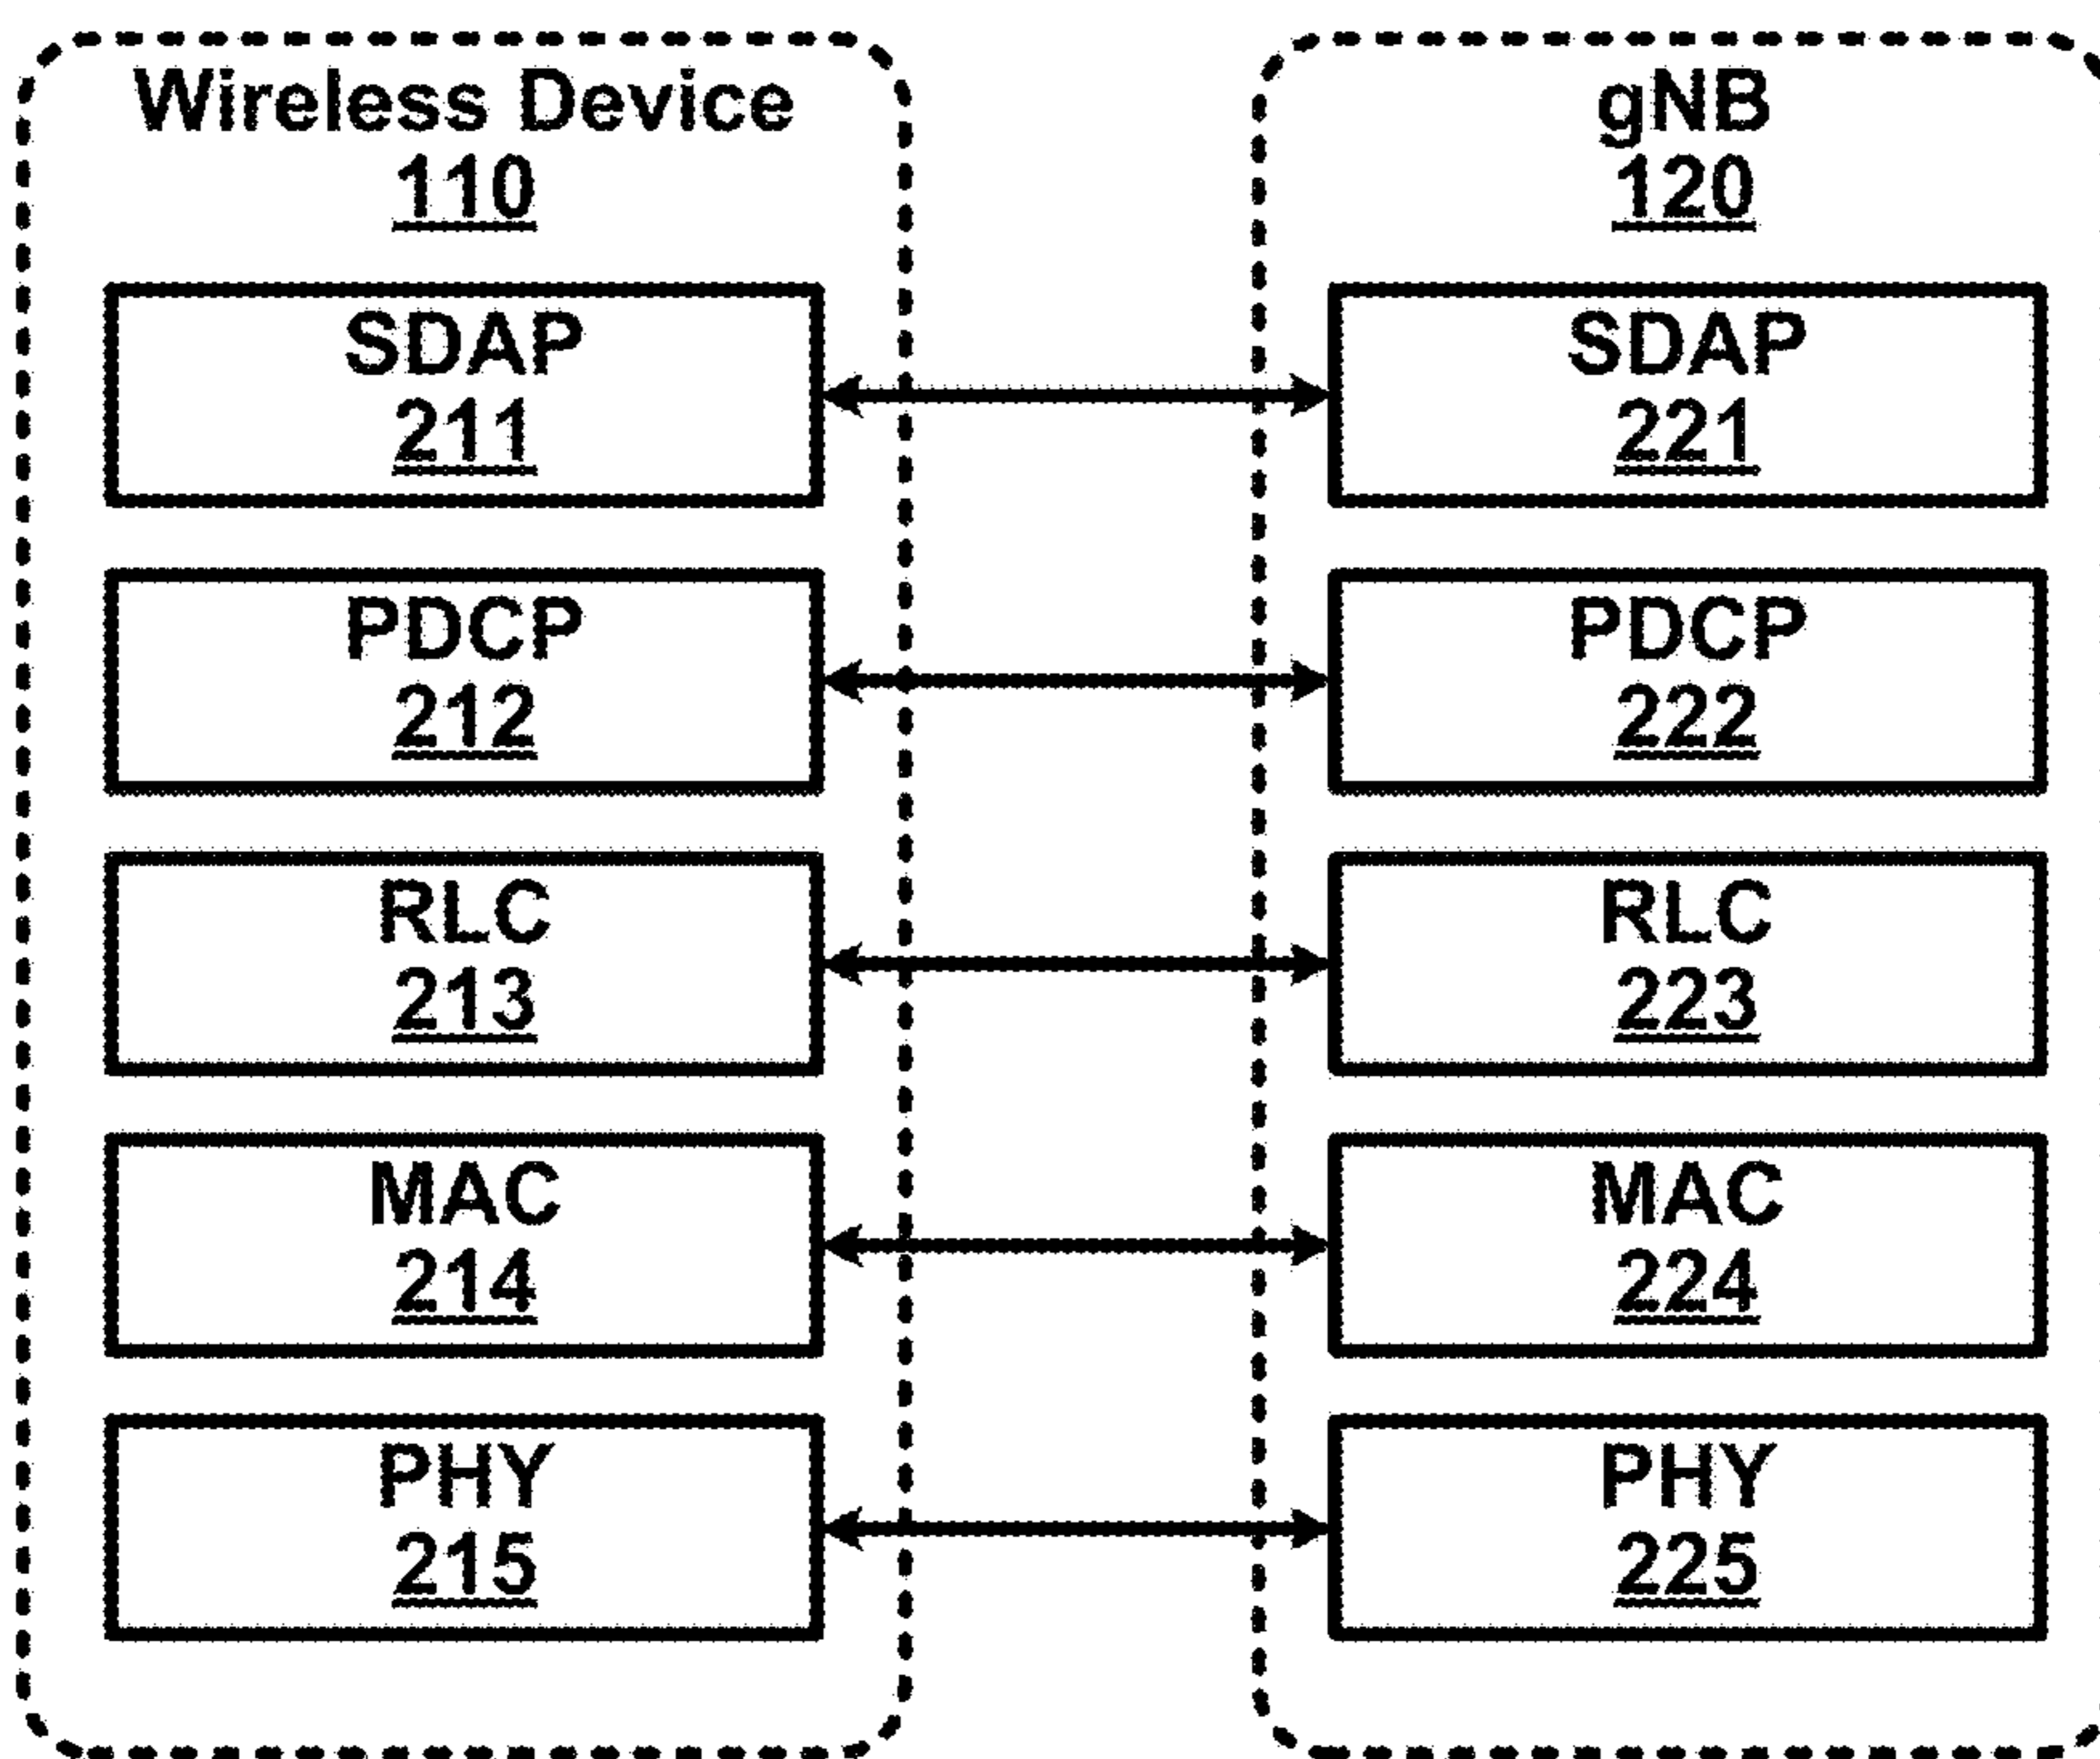 Wireless Device
110
SDAP
211
PDCP
212
RLC
213
MAC
214
PHY
215
gNB
120
SDAP
221
PDCP
222
RLC
223
MAC
224
PHY
225